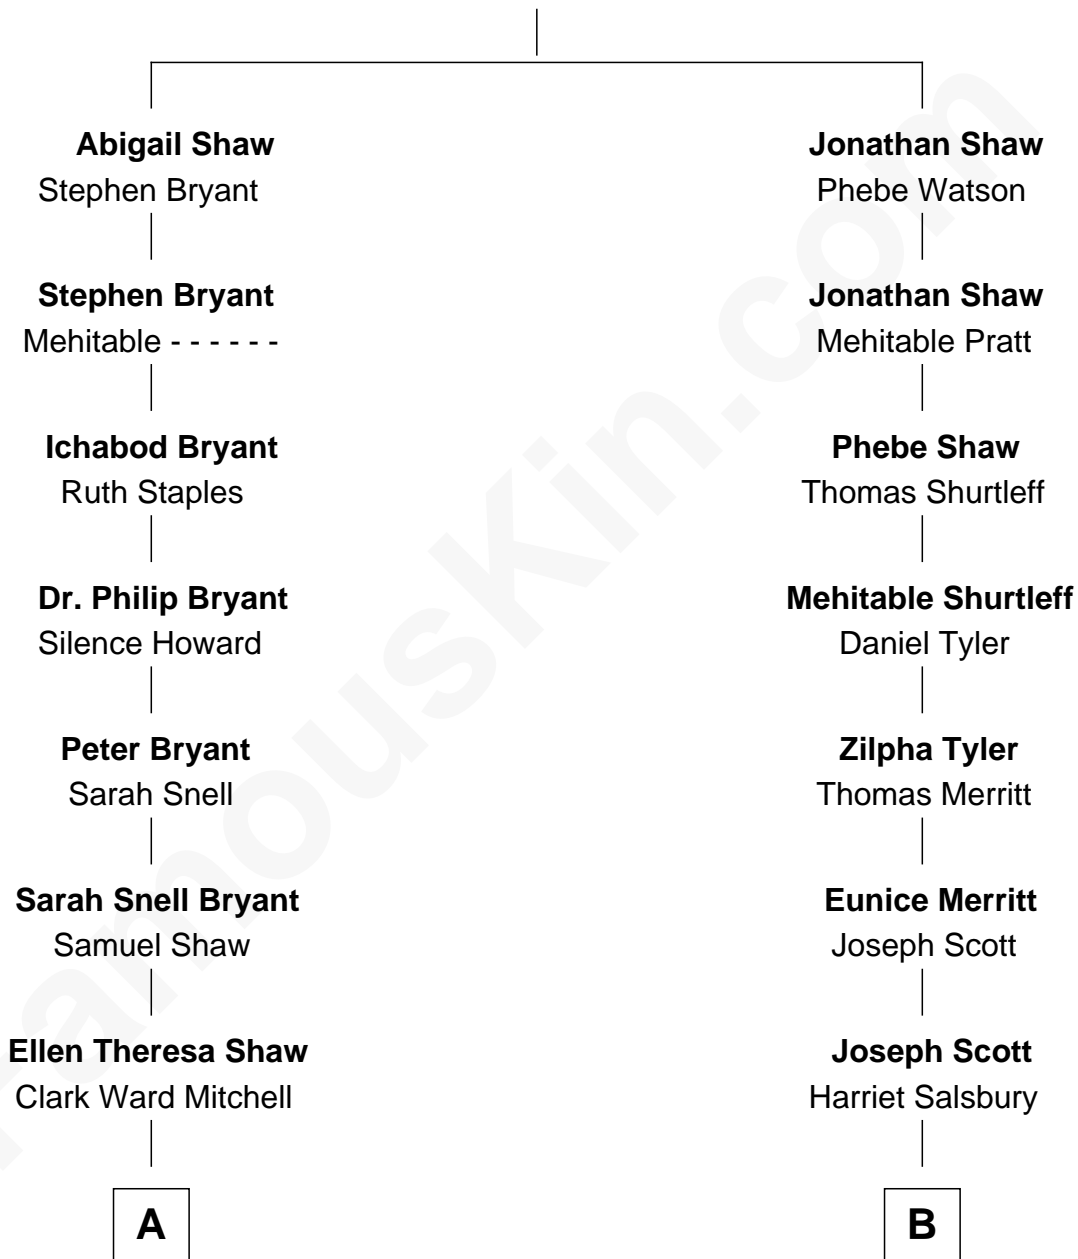 Abigail Shaw
Stephen Bryant
Stephen Bryant
Mehitable - - - - - -
Ichabod Bryant
Ruth Staples
Dr. Philip Bryant
Silence Howard
Peter Bryant
Sarah Snell
Sarah Snell Bryant
Samuel Shaw
Ellen Theresa Shaw
Clark Ward Mitchell
A
Jonathan Shaw
Phebe Watson
Jonathan Shaw
Mehitable Pratt
Phebe Shaw
Thomas Shurtleff
Mehitable Shurtleff
Daniel Tyler
Zilpha Tyler
Thomas Merritt
Eunice Merritt
Joseph Scott
Joseph Scott
Harriet Salsbury
B
FamousKin.com